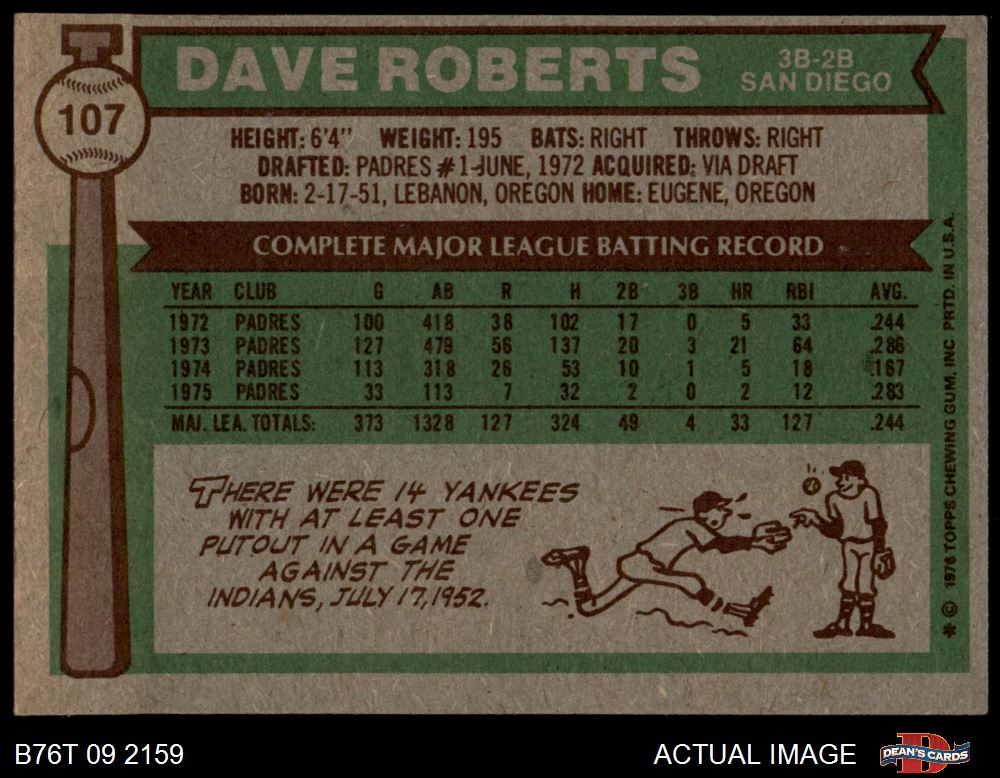 107
DAVE ROBERTS
3B-2B
SAN DIEGO
HEIGHT: 6'4" WEIGHT: 195 BATS: RIGHT THROWS: RIGHT
DRAFTED: PADRES #1-JUNE, 1972 ACQUIRED: VIA DRAFT
BORN: 2-17-51, LEBANON, OREGON HOME: EUGENE, OREGON
COMPLETE MAJOR LEAGUE BATTING RECORD
YEAR CLUB G AB R H 2B 3B HR RBI AVG.
1972 PADRES 100 418 38 102 17 0 5 33 .244
1973 PADRES 127 479 56 137 20 3 21 64 .286
1974 PADRES 113 318 26 53 10 1 5 18 .167
1975 PADRES 33 113 7 32 2 0 2 12 .283
MAJ. LEA. TOTALS: 373 1328 127 324 49 4 33 127 .244
THERE WERE 14 YANKEES
WITH AT LEAST ONE
PUTOUT IN A GAME
AGAINST THE
INDIANS, JULY 17, 1952.
* © 1976 TOPPS CHEWING GUM, INC PRTD. IN U.S.A.
B76T 09 2159
ACTUAL IMAGE
DEAN'S CARDS